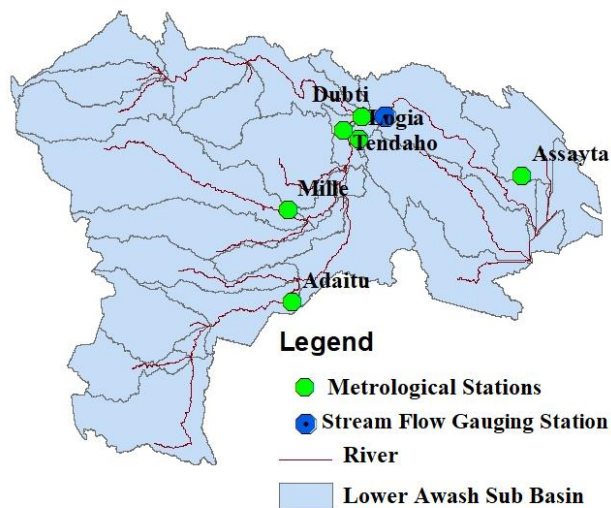 Dubti
Logia
Tendaho
Assayta
Mille
Adaitu
Legend
Metrological Stations
Stream Flow Gauging Station
River
Lower Awash Sub Basin